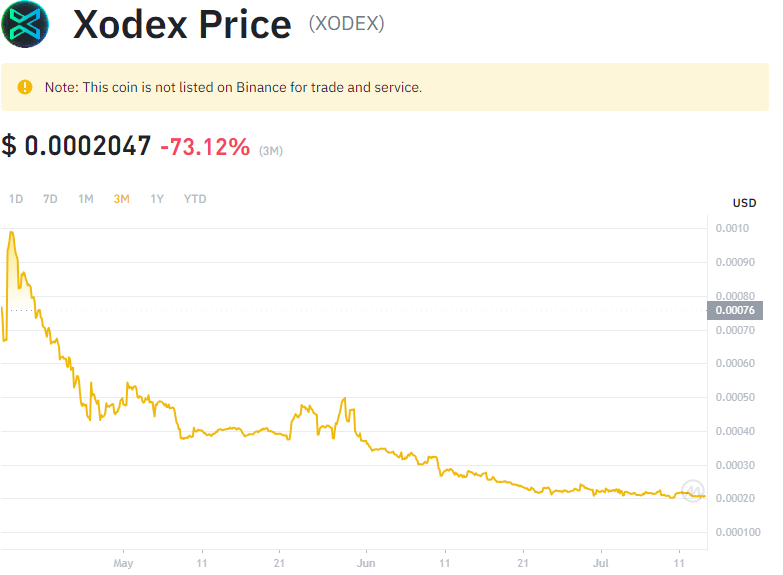 Xodex Price (XODEX)
Note: This coin is not listed on Binance for trade and service.
$ 0.0002047 -73.12% (3M)
1D 7D 1M 3M 1Y YTD
USD
0.0010
0.00090
0.00080
0.00076
0.00070
0.00060
0.00050
0.00040
0.00030
0.00020
0.000100
May 11 21 Jun 11 21 Jul 11